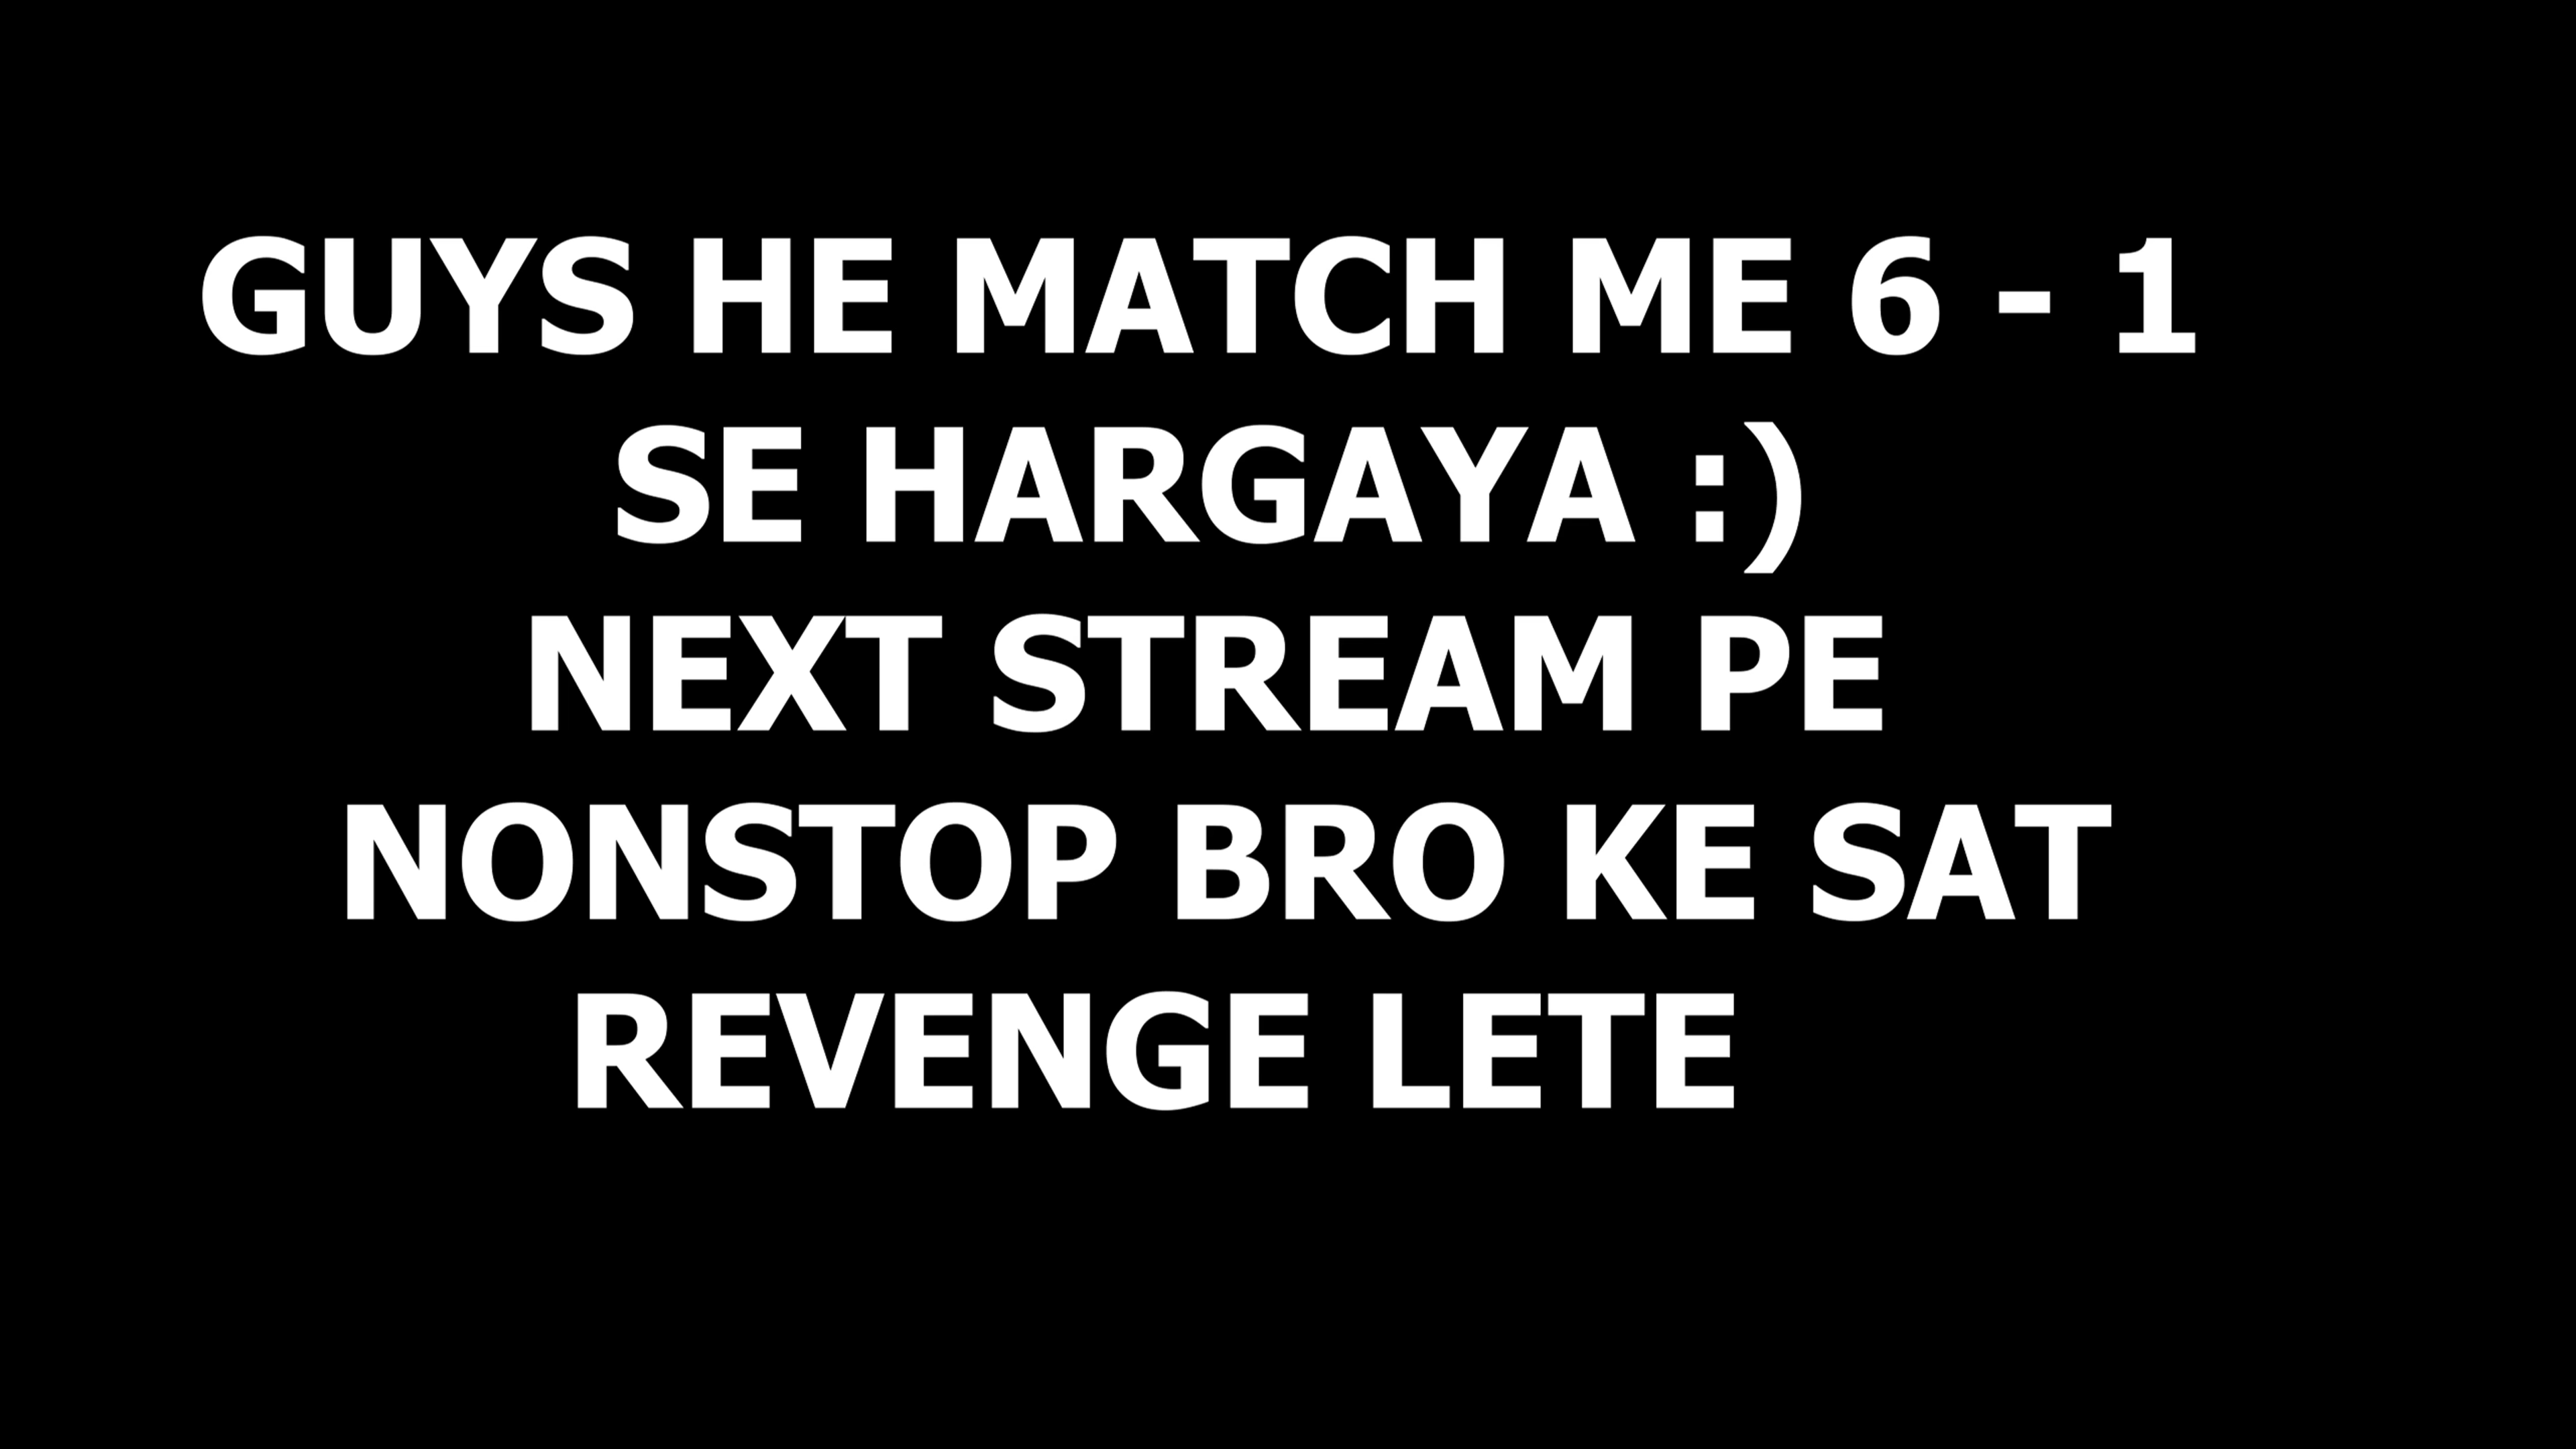 GUYS HE MATCH ME 6 - 1
SE HARGAYA :)
NEXT STREAM PE
NONSTOP BRO KE SAT
REVENGE LETE